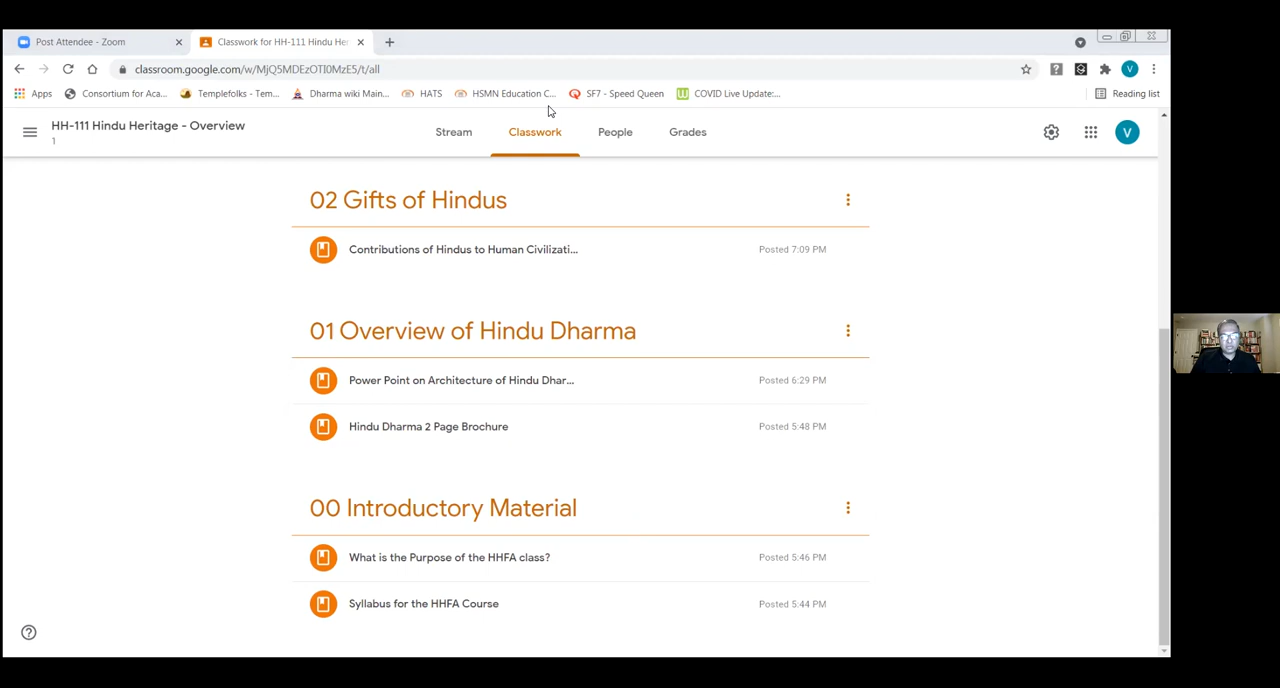 Post Attendee - Zoom
Classwork for HH-111 Hindu Her
classroom.google.com/w/MjQ5MDEzOTI0MzE5/t/all
Apps Consortium for Aca... Templefolks - Tem... Dharma wiki Main... HATS HSMN Education C... SF7 - Speed Queen COVID Live Update:... Reading list
HH-111 Hindu Heritage - Overview
1
Stream Classwork People Grades
V
V
02 Gifts of Hindus
Contributions of Hindus to Human Civilizati... Posted 7:09 PM
01 Overview of Hindu Dharma
Power Point on Architecture of Hindu Dhar... Posted 6:29 PM
Hindu Dharma 2 Page Brochure Posted 5:48 PM
00 Introductory Material
What is the Purpose of the HHFA class? Posted 5:46 PM
Syllabus for the HHFA Course Posted 5:44 PM